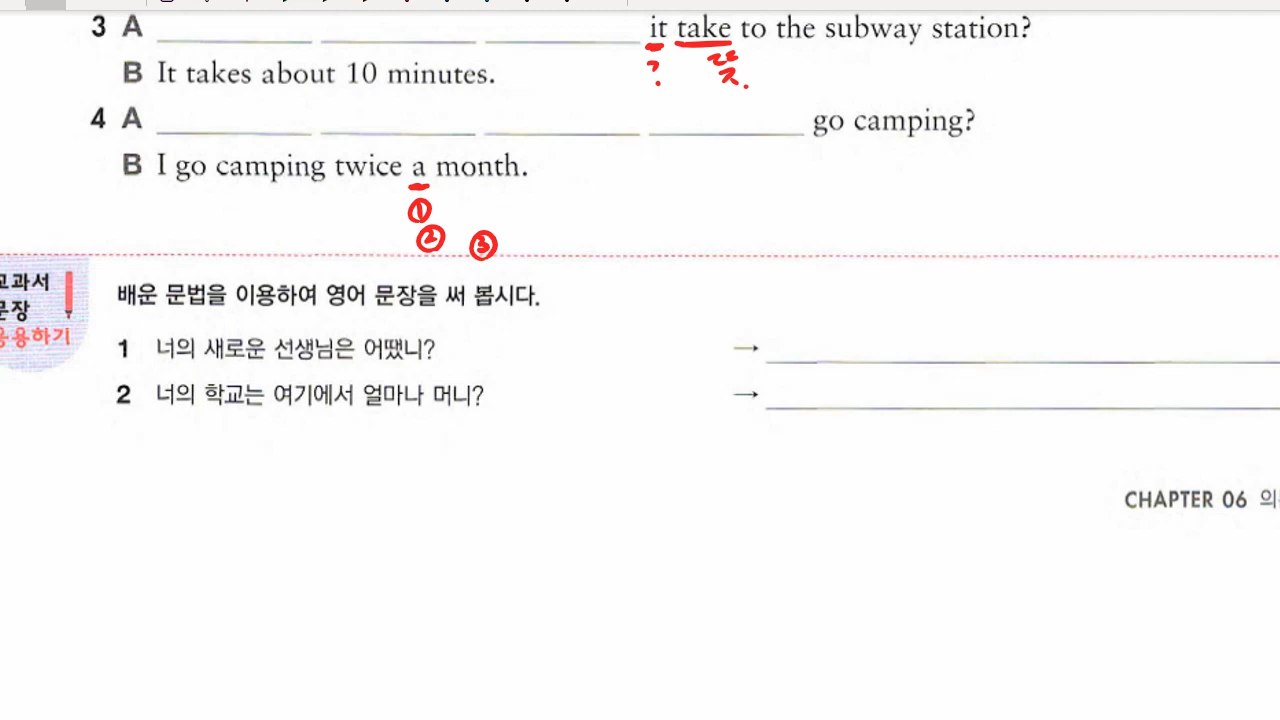 3 A ____ ____ ____ it take to the subway station?
B It takes about 10 minutes.
4 A ____ ____ ____ ____ go camping?
B I go camping twice a month.
① ② ③
교과서
문장
응용하기
배운 문법을 이용하여 영어 문장을 써 봅시다.
1 너의 새로운 선생님은 어땠니? →
2 너의 학교는 여기에서 얼마나 머니? →
CHAPTER 06 의